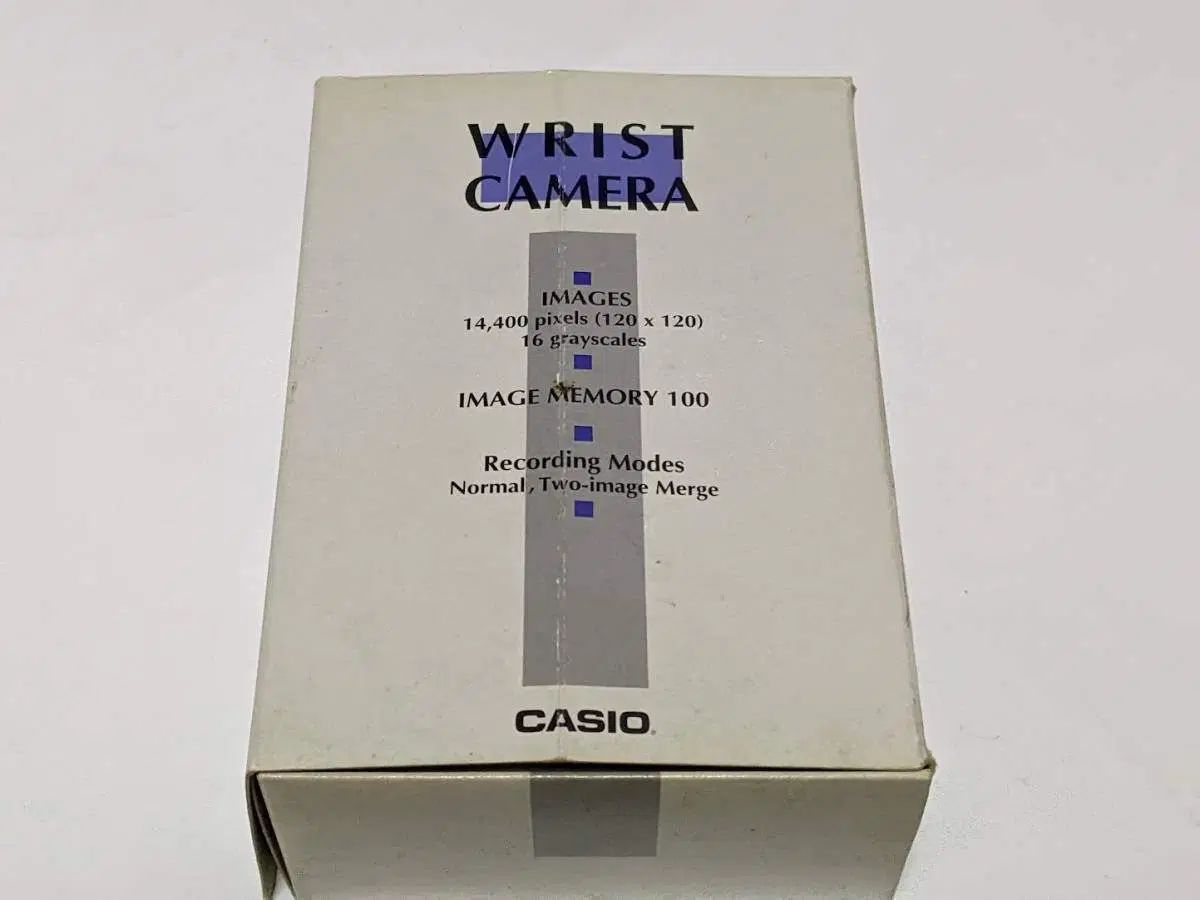 WRIST
CAMERA
IMAGES
14,400 pixels (120 x 120)
16 grayscales
IMAGE MEMORY 100
Recording Modes
Normal, Two-image Merge
CASIO